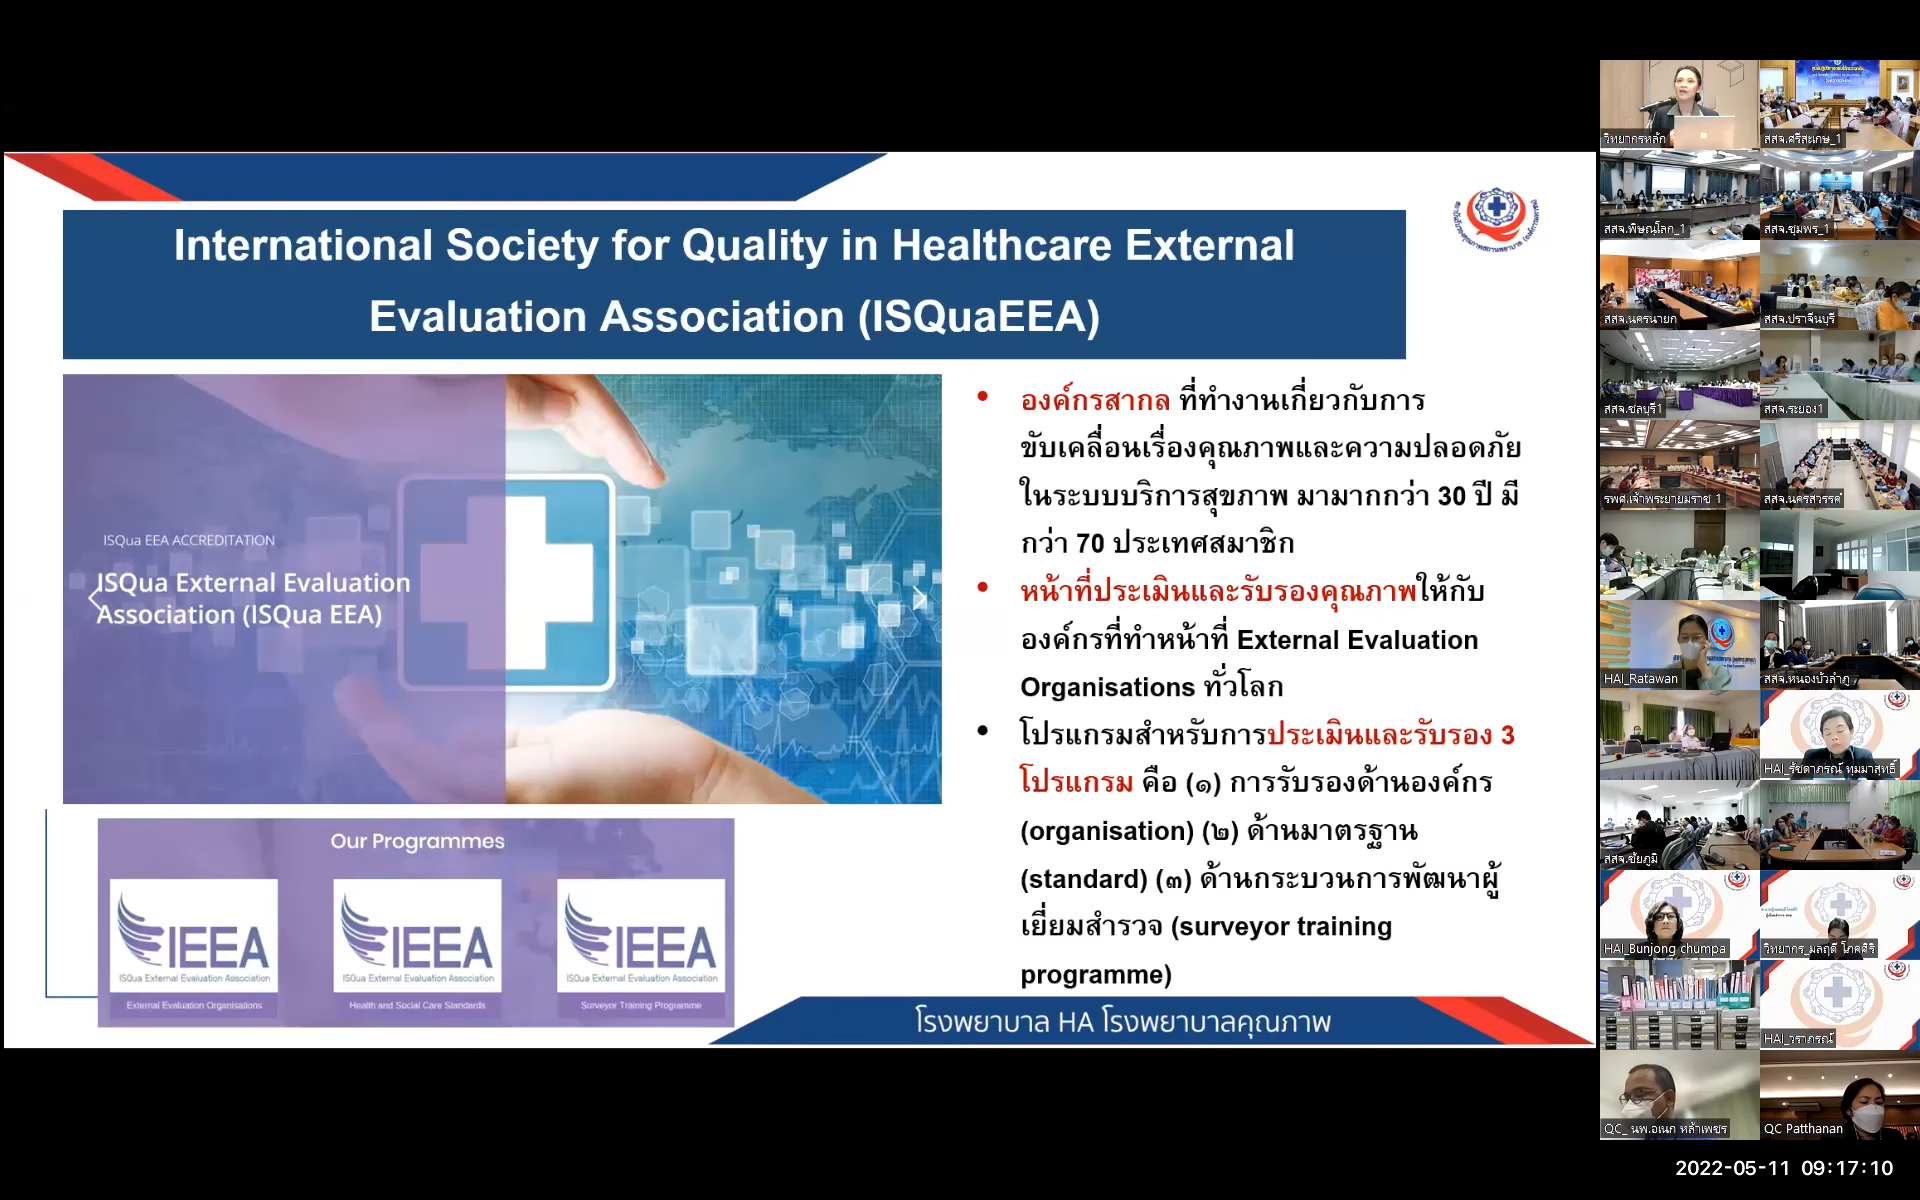 International Society for Quality in Healthcare External
Evaluation Association (ISQuaEEA)
ISQua EEA ACCREDITATION
ISQua External Evaluation
Association (ISQua EEA)
องค์กรสากล ที่ทำงานเกี่ยวกับการ
ขับเคลื่อนเรื่องคุณภาพและความปลอดภัย
ในระบบบริการสุขภาพ มามากกว่า 30 ปี มี
กว่า 70 ประเทศสมาชิก
หน้าที่ประเมินและรับรองคุณภาพให้กับ
องค์กรที่ทำหน้าที่ External Evaluation
Organisations ทั่วโลก
โปรแกรมสำหรับการประเมินและรับรอง 3
โปรแกรม คือ (๑) การรับรองด้านองค์กร
(organisation) (๒) ด้านมาตรฐาน
(standard) (๓) ด้านกระบวนการพัฒนาผู้
เยี่ยมสำรวจ (surveyor training
programme)
Our Programmes
IEEA
ISQua External Evaluation Association
External Evaluation Organisations
IEEA
ISQua External Evaluation Association
Health and Social Care Standards
IEEA
ISQua External Evaluation Association
Surveyor Training Programme
โรงพยาบาล HA โรงพยาบาลคุณภาพ
วิทยากรหลัก
สสจ.ศรีสะเกษ_1
สสจ.พิษณุโลก_1
สสจ.ชุมพร_1
สสจ.นครนายก
สสจ.ปราจีนบุรี
สสจ.ชลบุรี1
สสจ.ระยอง1
รพศ.เจ้าพระยายมราช 1
สสจ.นครสวรรค์
HAI_Ratawan
สสจ.หนองบัวลำภู
HAI_รัชดาภรณ์ ทุมมาสุทธิ์
สสจ.ชัยภูมิ
HAI_Bunjong chumpa
วิทยากร_มลฤดี โภคศิริ
HAI_วราภรณ์
QC_ นพ.อเนก หล้าเพชร
QC Patthanan
2022-05-11 09:17:10